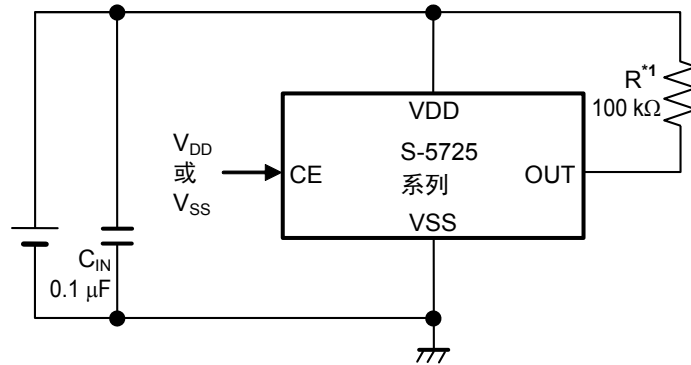 R*1
100 kΩ
VDD
S-5725
系列
VDD
或
VSS
CE
OUT
VSS
CIN
0.1 μF